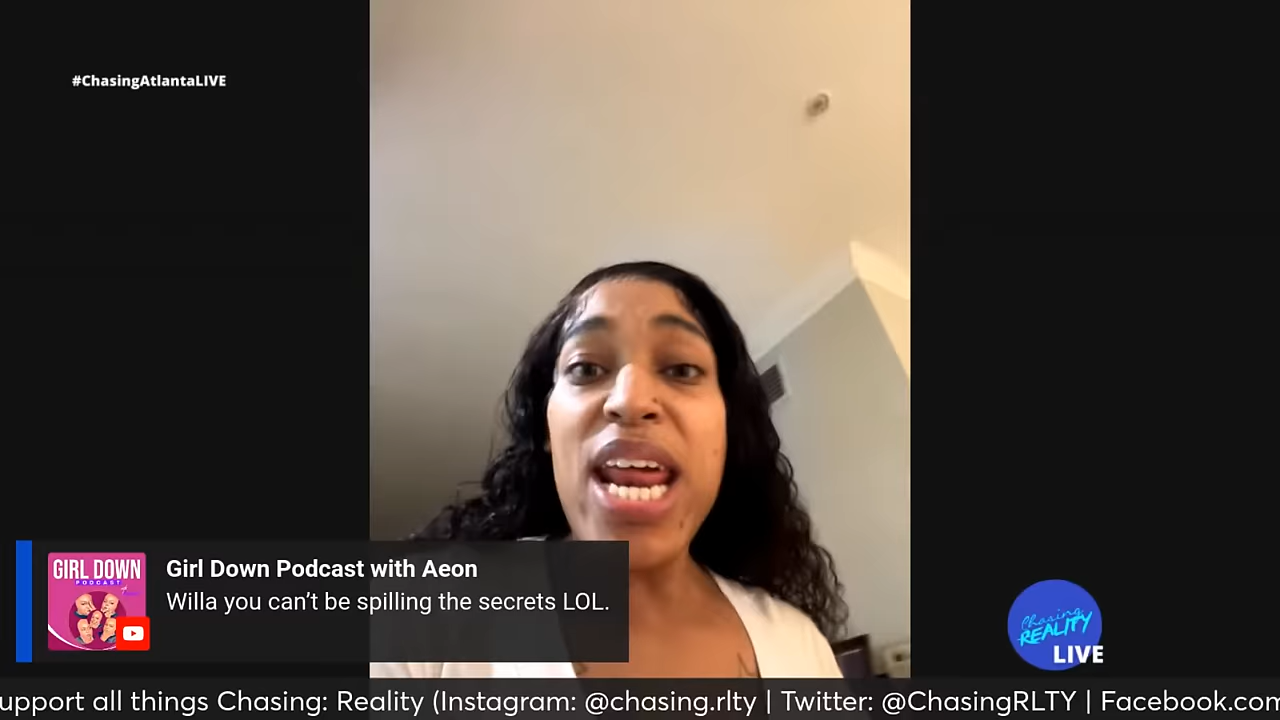 #ChasingAtlantaLIVE
GIRL DOWN
PODCAST
Girl Down Podcast with Aeon
Willa you can’t be spilling the secrets LOL.
Chasing:
REALITY
LIVE
upport all things Chasing: Reality (Instagram: @chasing.rlty | Twitter: @ChasingRLTY | Facebook.com